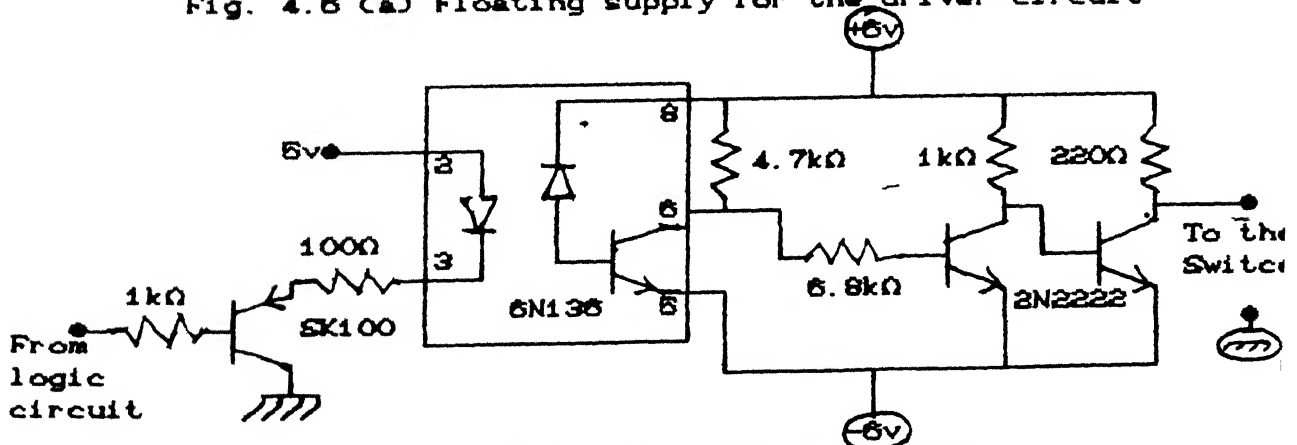 Fig. 4.6 (a) Floating supply for the driver circuit
+6v
8
5v
2
4.7kΩ
1kΩ
220Ω
6
To the
Switch
100Ω
3
1kΩ
6.8kΩ
2N2222
SK100
6N136
5
From
logic
circuit
-6v